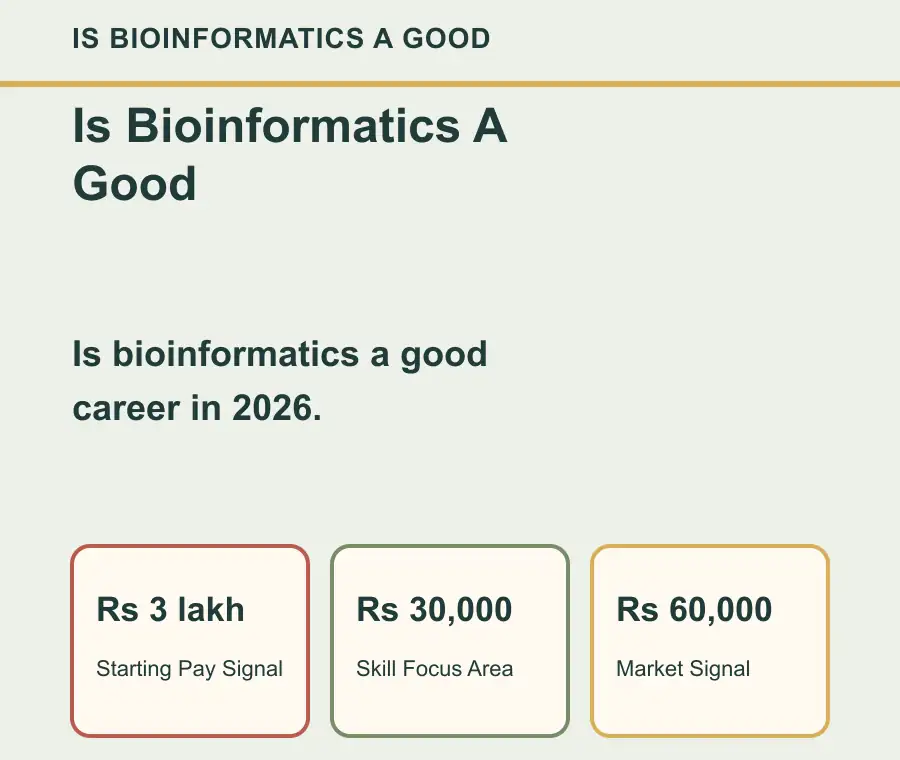 IS BIOINFORMATICS A GOOD
Is Bioinformatics A
Good
Is bioinformatics a good
career in 2026.
Rs 3 lakh
Starting Pay Signal
Rs 30,000
Skill Focus Area
Rs 60,000
Market Signal